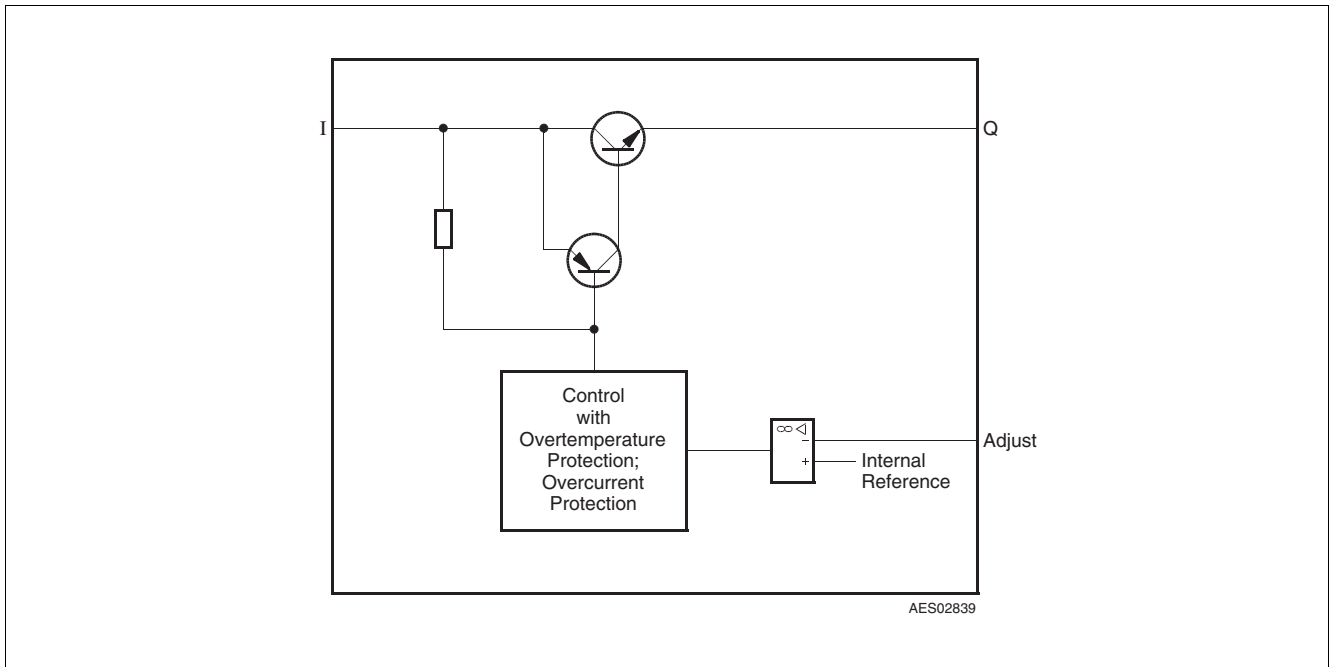 I
Q
Control
with
Overtemperature
Protection;
Overcurrent
Protection
∞ ◁
−
+
Adjust
Internal
Reference
AES02839